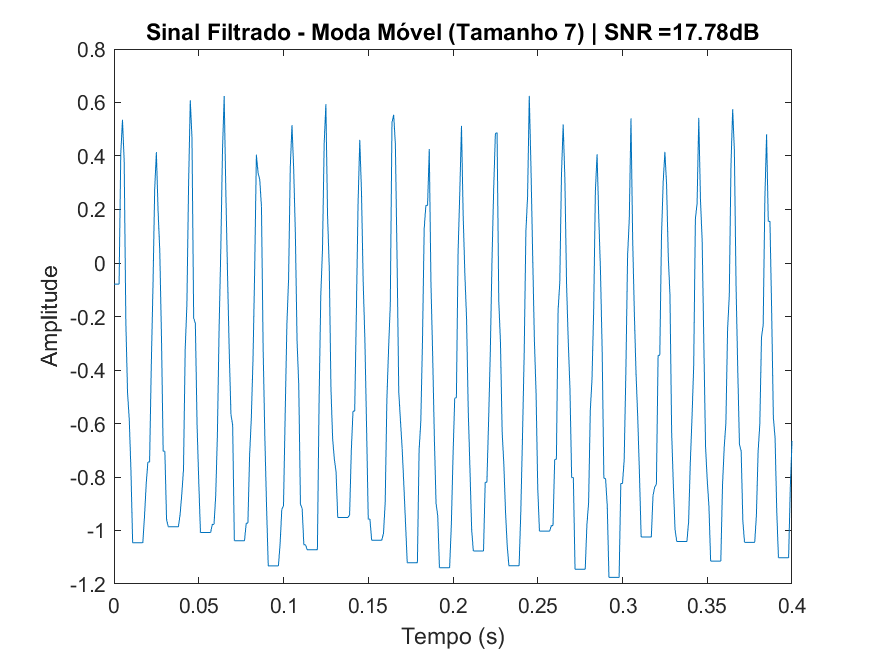 Sinal Filtrado - Moda Móvel (Tamanho 7) | SNR =17.78dB
0.8
0.6
0.4
0.2
0
-0.2
-0.4
-0.6
-0.8
-1
-1.2
Amplitude
0 0.05 0.1 0.15 0.2 0.25 0.3 0.35 0.4
Tempo (s)